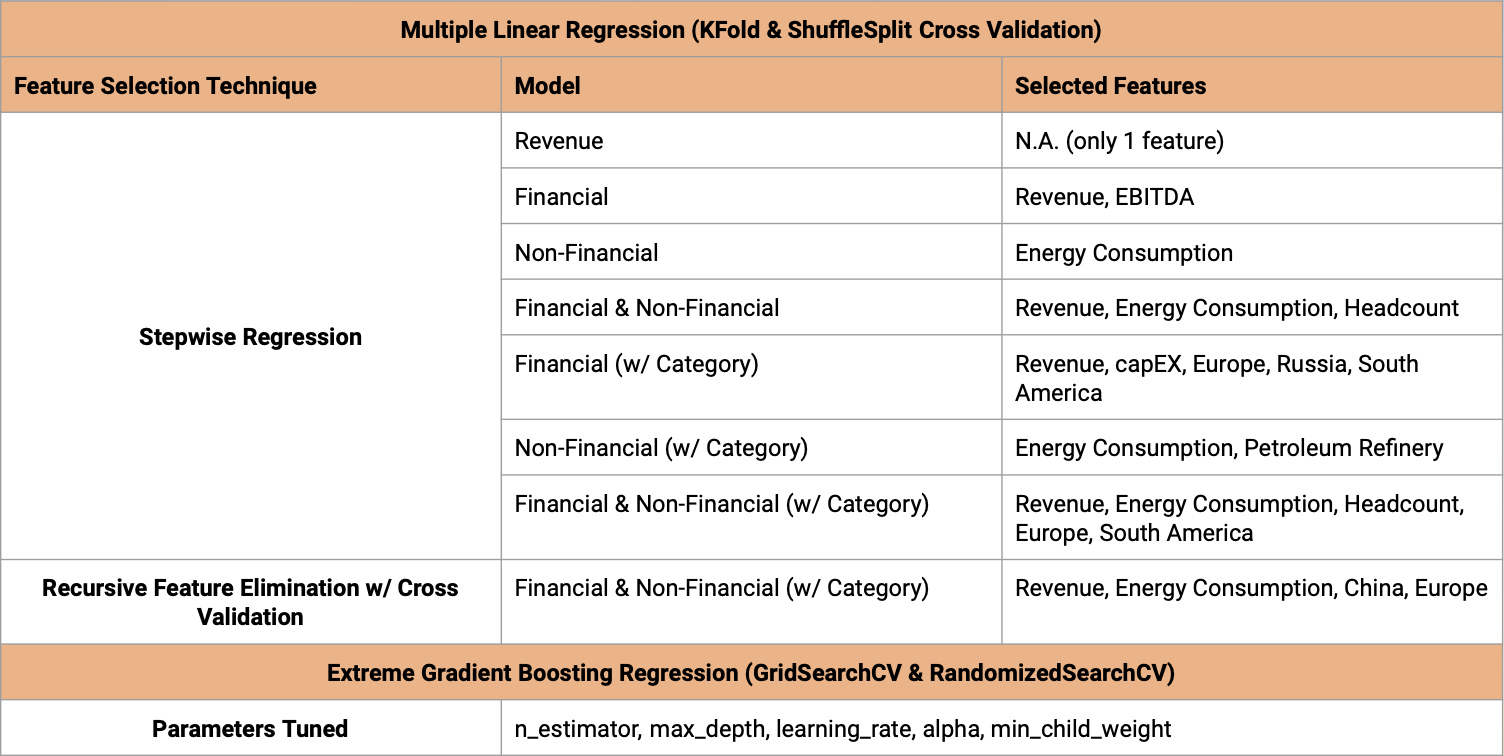 Multiple Linear Regression (KFold & ShuffleSplit Cross Validation)
Feature Selection Technique
Model
Selected Features
Stepwise Regression
Revenue
N.A. (only 1 feature)
Financial
Revenue, EBITDA
Non-Financial
Energy Consumption
Financial & Non-Financial
Revenue, Energy Consumption, Headcount
Financial (w/ Category)
Revenue, capEX, Europe, Russia, South
America
Non-Financial (w/ Category)
Energy Consumption, Petroleum Refinery
Financial & Non-Financial (w/ Category)
Revenue, Energy Consumption, Headcount,
Europe, South America
Recursive Feature Elimination w/ Cross
Validation
Financial & Non-Financial (w/ Category)
Revenue, Energy Consumption, China, Europe
Extreme Gradient Boosting Regression (GridSearchCV & RandomizedSearchCV)
Parameters Tuned
n_estimator, max_depth, learning_rate, alpha, min_child_weight